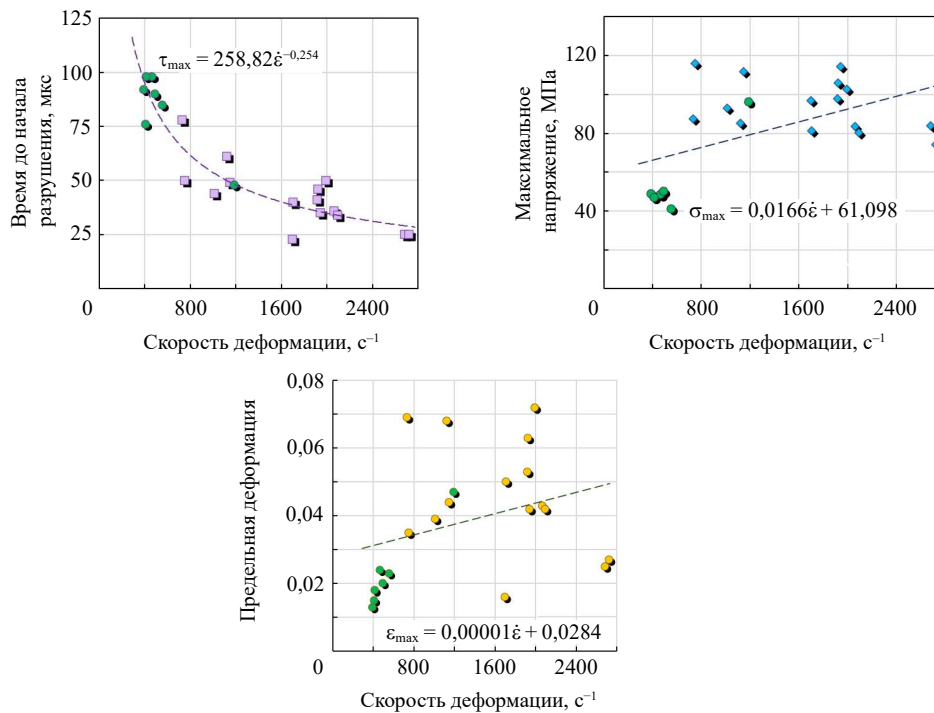 125
100
75
50
25
0
800
1600
2400
Время до начала
разрушения, мкс
τmax = 258,82ε̇^−0,254
Скорость деформации, с⁻¹
120
80
40
0
800
1600
2400
Максимальное
напряжение, МПа
σmax = 0,0166ε̇ + 61,098
Скорость деформации, с⁻¹
0,08
0,06
0,04
0,02
0
800
1600
2400
Предельная деформация
εmax = 0,00001ε̇ + 0,0284
Скорость деформации, с⁻¹